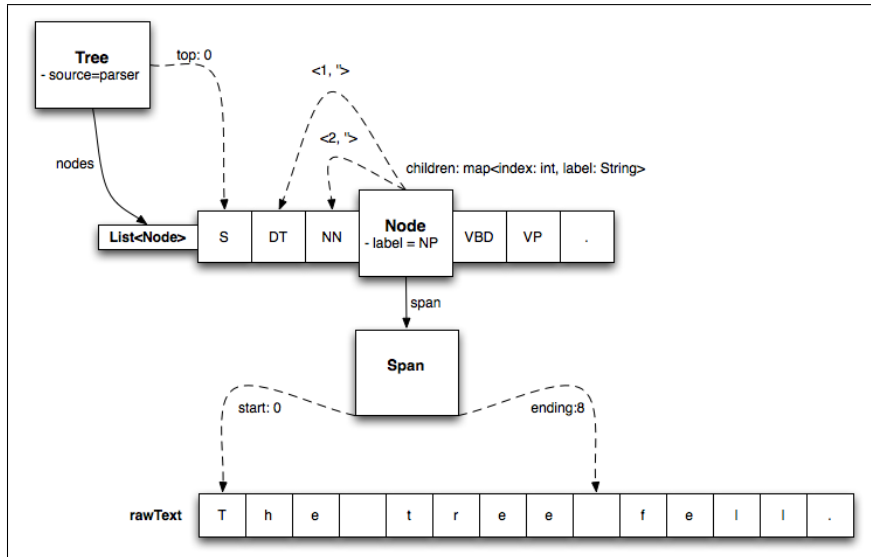 Tree
- source=parser
top: 0
<1, ''>
<2, ''>
nodes
children: map<index: int, label: String>
List<Node> S DT NN Node VBD VP .
- label = NP
span
Span
start: 0 ending:8
rawText T h e t r e e f e l l .